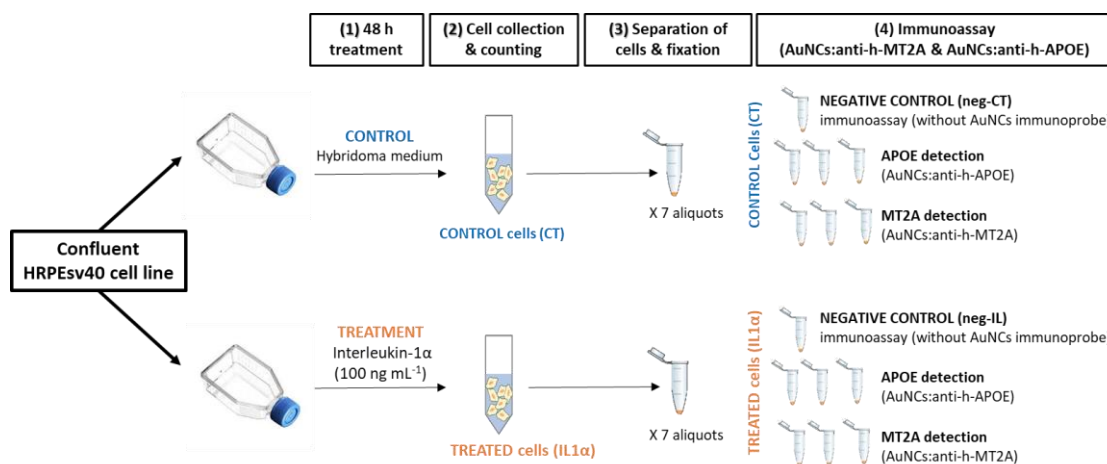 (1) 48 h
treatment
(2) Cell collection
& counting
(3) Separation of
cells & fixation
(4) Immunoassay
(AuNCs:anti-h-MT2A & AuNCs:anti-h-APOE)
Confluent
HRPEsv40 cell line
CONTROL
Hybridoma medium
CONTROL cells (CT)
X 7 aliquots
CONTROL Cells (CT)
NEGATIVE CONTROL (neg-CT)
immunoassay (without AuNCs immunoprobe
APOE detection
(AuNCs:anti-h-APOE)
MT2A detection
(AuNCs:anti-h-MT2A)
TREATMENT
Interleukin-1α
(100 ng mL⁻¹)
TREATED cells (IL1α)
X 7 aliquots
TREATED cells (IL1α)
NEGATIVE CONTROL (neg-IL)
immunoassay (without AuNCs immunoprobe
APOE detection
(AuNCs:anti-h-APOE)
MT2A detection
(AuNCs:anti-h-MT2A)